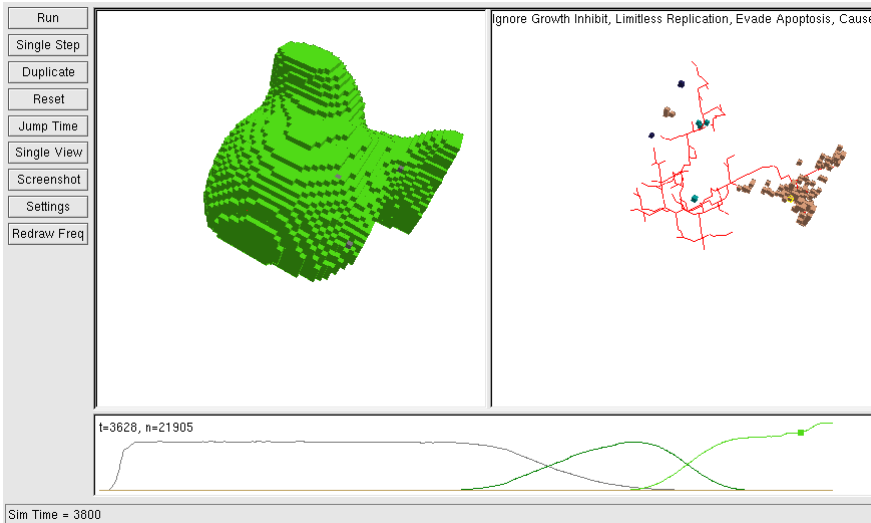 Run
Single Step
Duplicate
Reset
Jump Time
Single View
Screenshot
Settings
Redraw Freq
Ignore Growth Inhibit, Limitless Replication, Evade Apoptosis, Cause
t=3628, n=21905
Sim Time = 3800